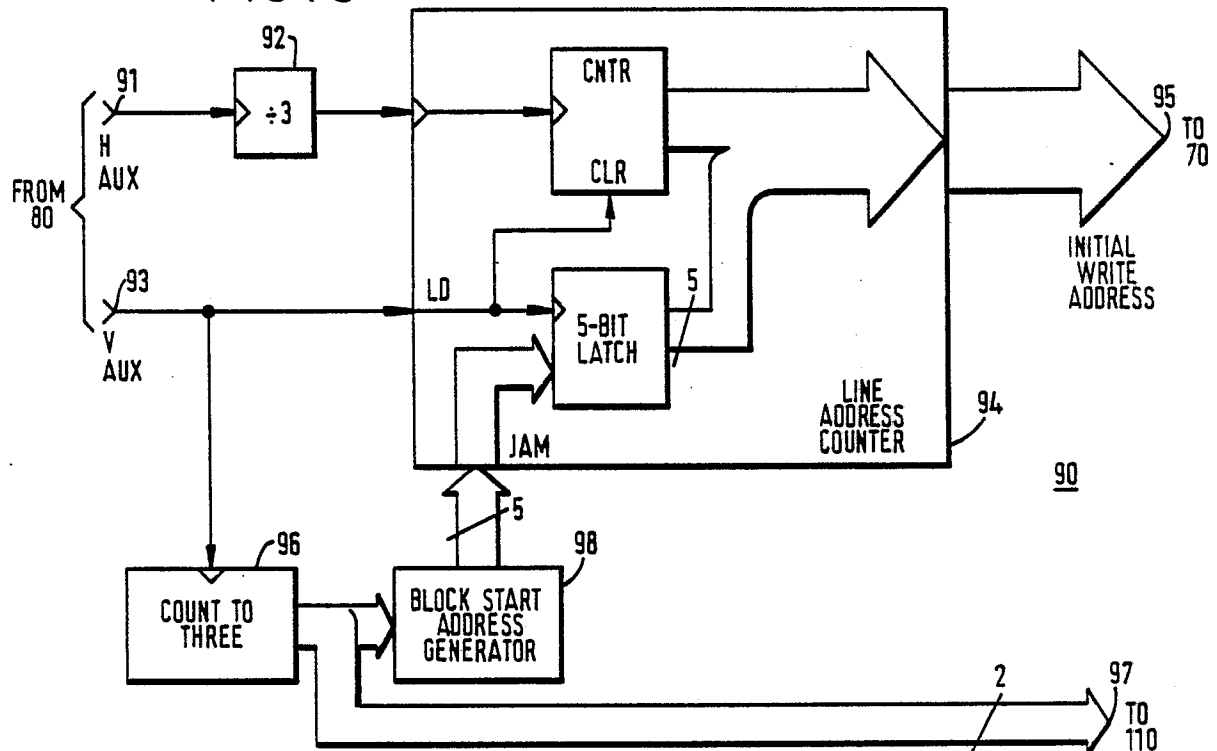 92
CNTR
91
÷3
95
TO
70
H
AUX
CLR
FROM
80
INITIAL
WRITE
ADDRESS
93
LD
5
5-BIT
LATCH
V
AUX
LINE
ADDRESS
COUNTER
94
JAM
90
5
96
98
COUNT TO
THREE
BLOCK START
ADDRESS
GENERATOR
2
97
TO
110